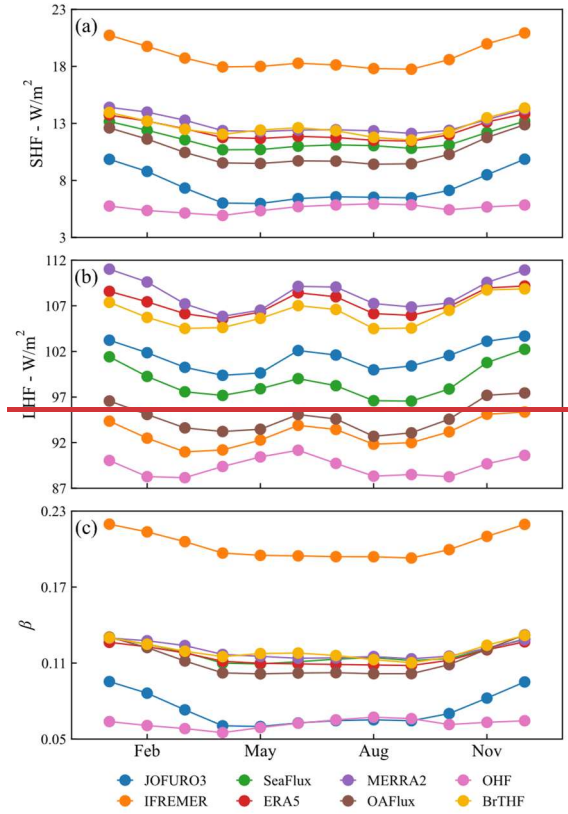 (a)
23
18
13
8
3
SHF - W/m²
(b)
112
107
102
97
92
87
LHF - W/m²
(c)
0.23
0.17
0.11
0.05
β
Feb May Aug Nov
JOFURO3 SeaFlux MERRA2 OHF
IFREMER ERA5 OAFlux BrTHF